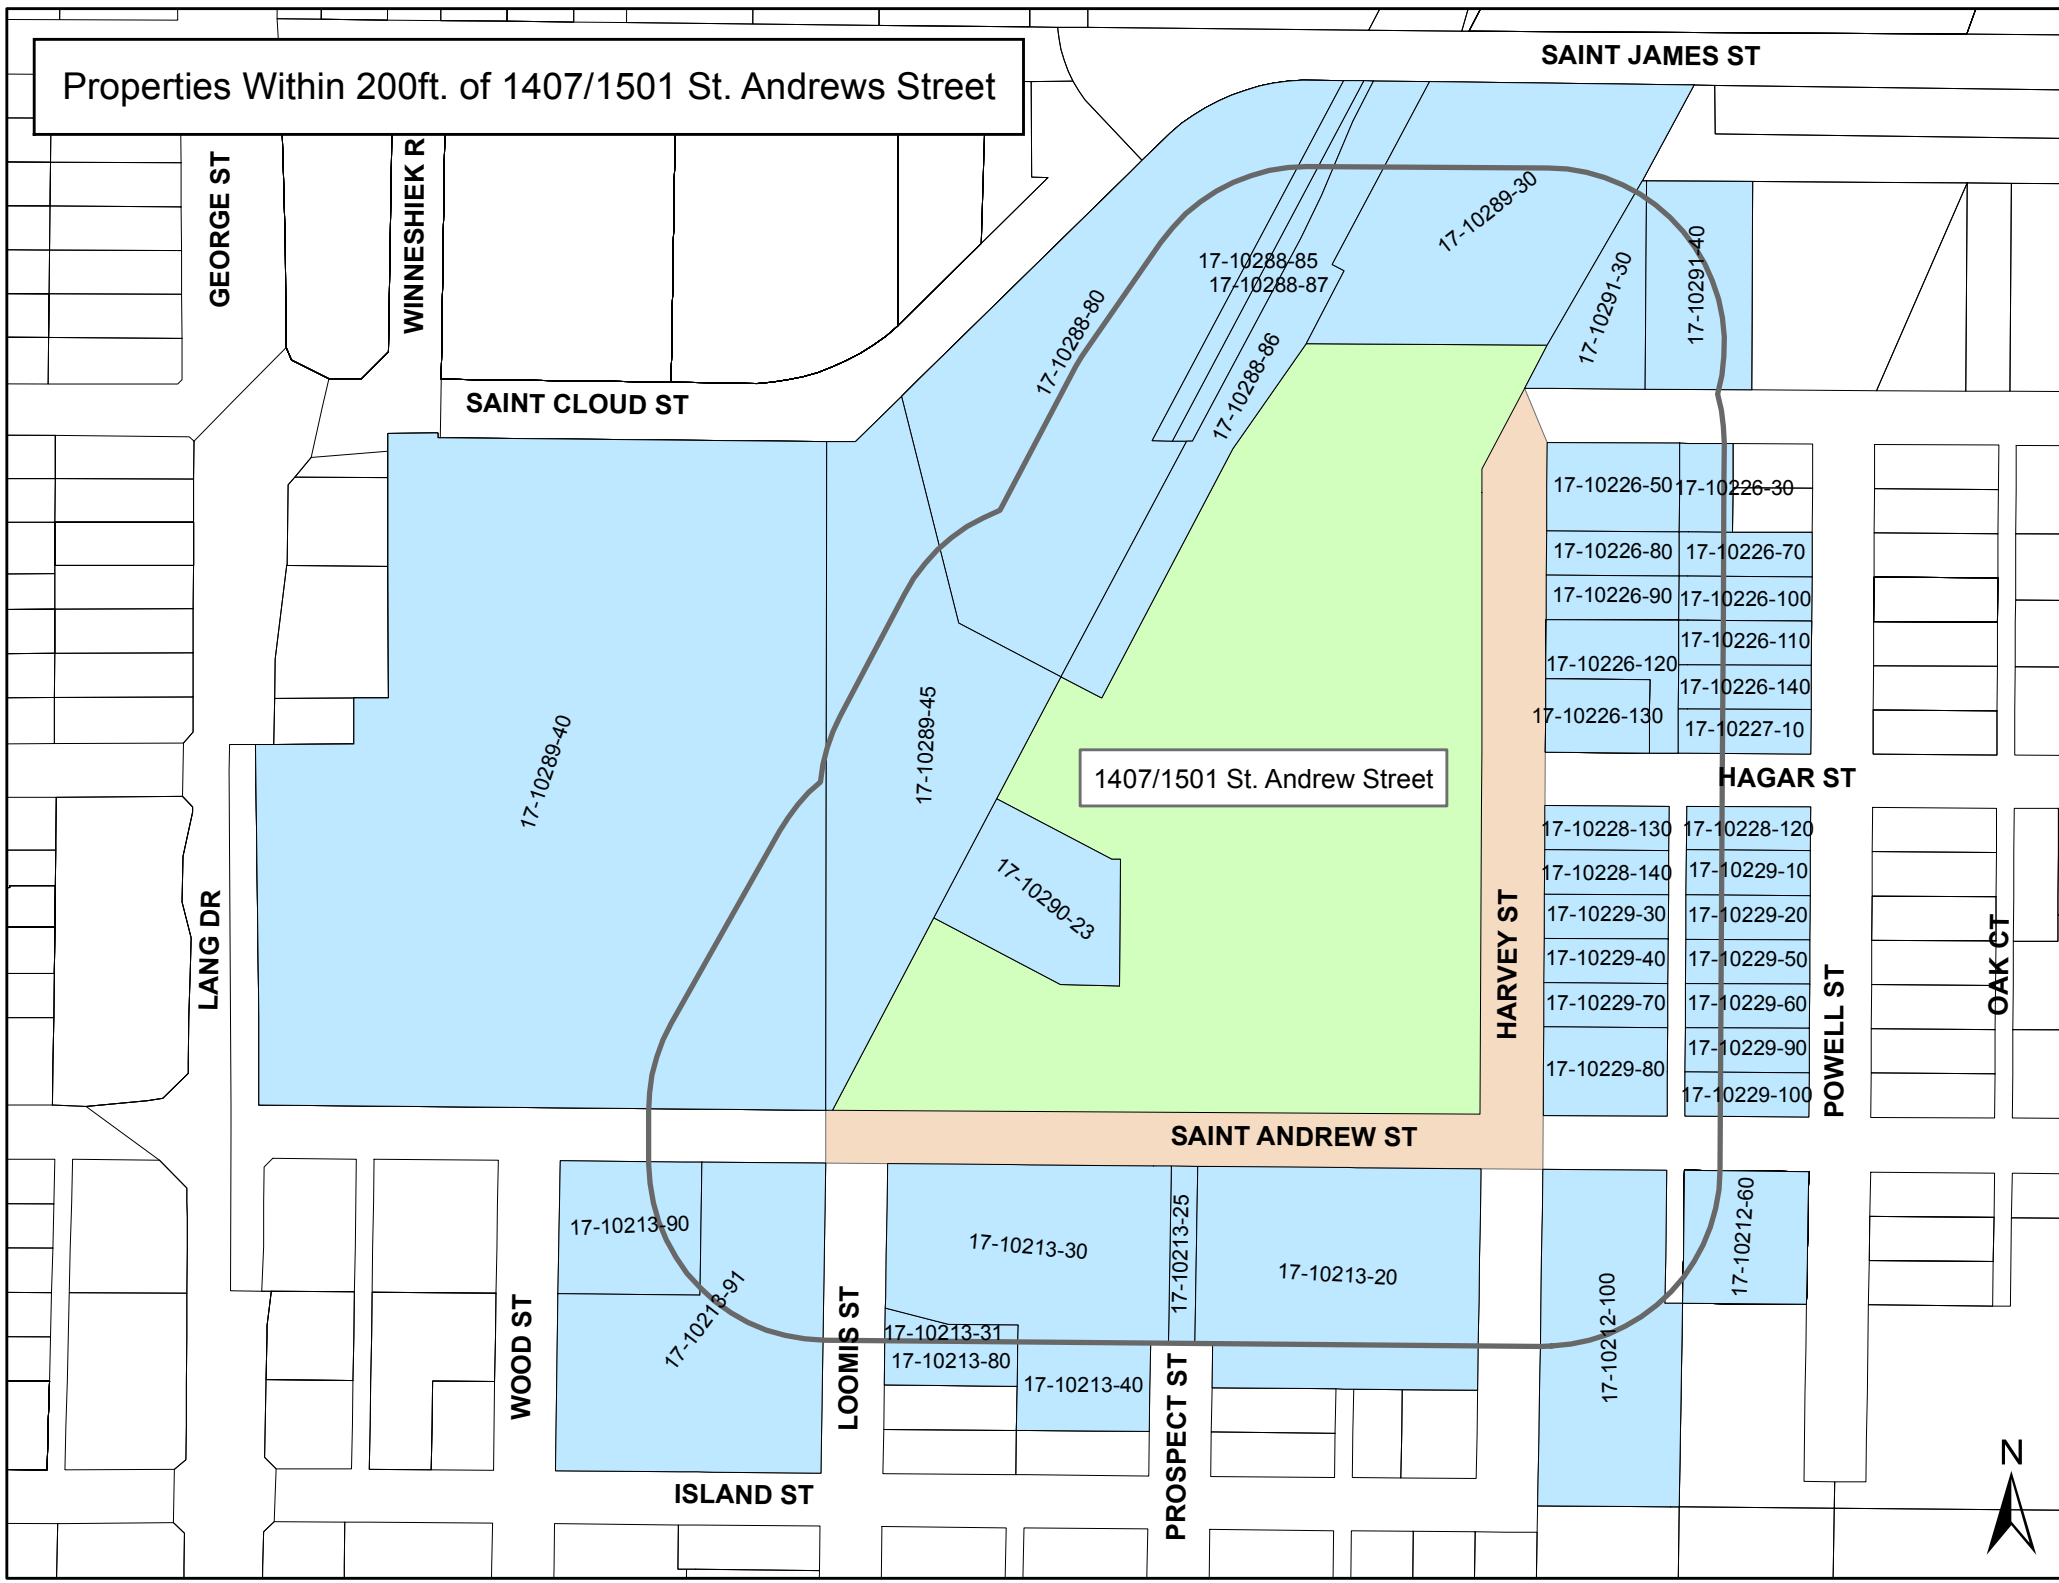 SAINT JAMES ST
Properties Within 200ft. of 1407/1501 St. Andrews Street
GEORGE ST
WINNESHIEK R
17-10289-30
17-10288-85
17-10288-87
17-10291-30
17-10291-40
17-10288-80
17-10288-86
SAINT CLOUD ST
17-10226-50
17-10226-30
17-10226-80
17-10226-70
17-10226-90
17-10226-100
17-10226-110
17-10226-120
17-10226-140
17-10226-130
17-10227-10
17-10289-40
17-10289-45
1407/1501 St. Andrew Street
HAGAR ST
17-10228-130
17-10228-120
17-10228-140
17-10229-10
17-10290-23
17-10229-30
17-10229-20
17-10229-40
17-10229-50
17-10229-70
17-10229-60
17-10229-90
17-10229-80
17-10229-100
LANG DR
HARVEY ST
POWELL ST
OAK CT
SAINT ANDREW ST
17-10213-90
17-10213-30
17-10213-25
17-10213-20
17-10212-60
17-10213-91
17-10213-31
17-10213-80
17-10213-40
17-10212-100
WOOD ST
LOOMIS ST
PROSPECT ST
ISLAND ST
N